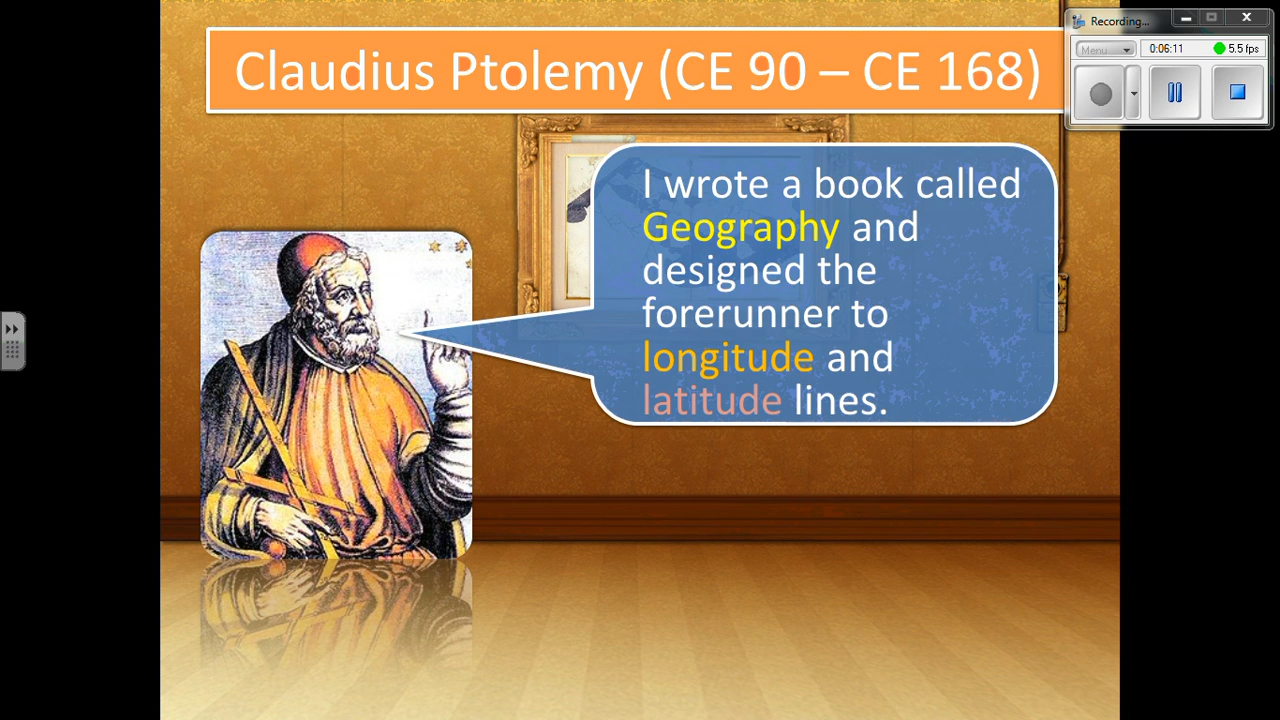 Claudius Ptolemy (CE 90 – CE 168)
Recording...
Menu
0:06:11
5.5 fps
I wrote a book called
Geography and
designed the
forerunner to
longitude and
latitude lines.